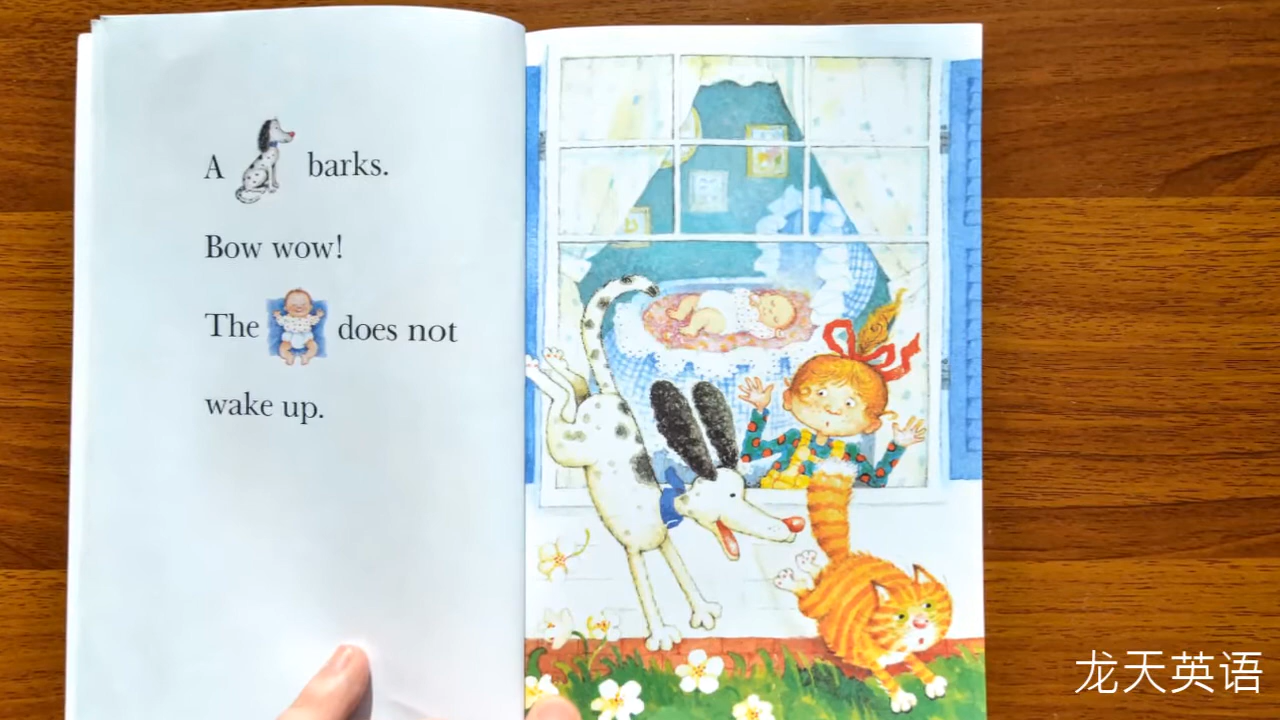 A barks.
Bow wow!
The does not
wake up.
龙天英语